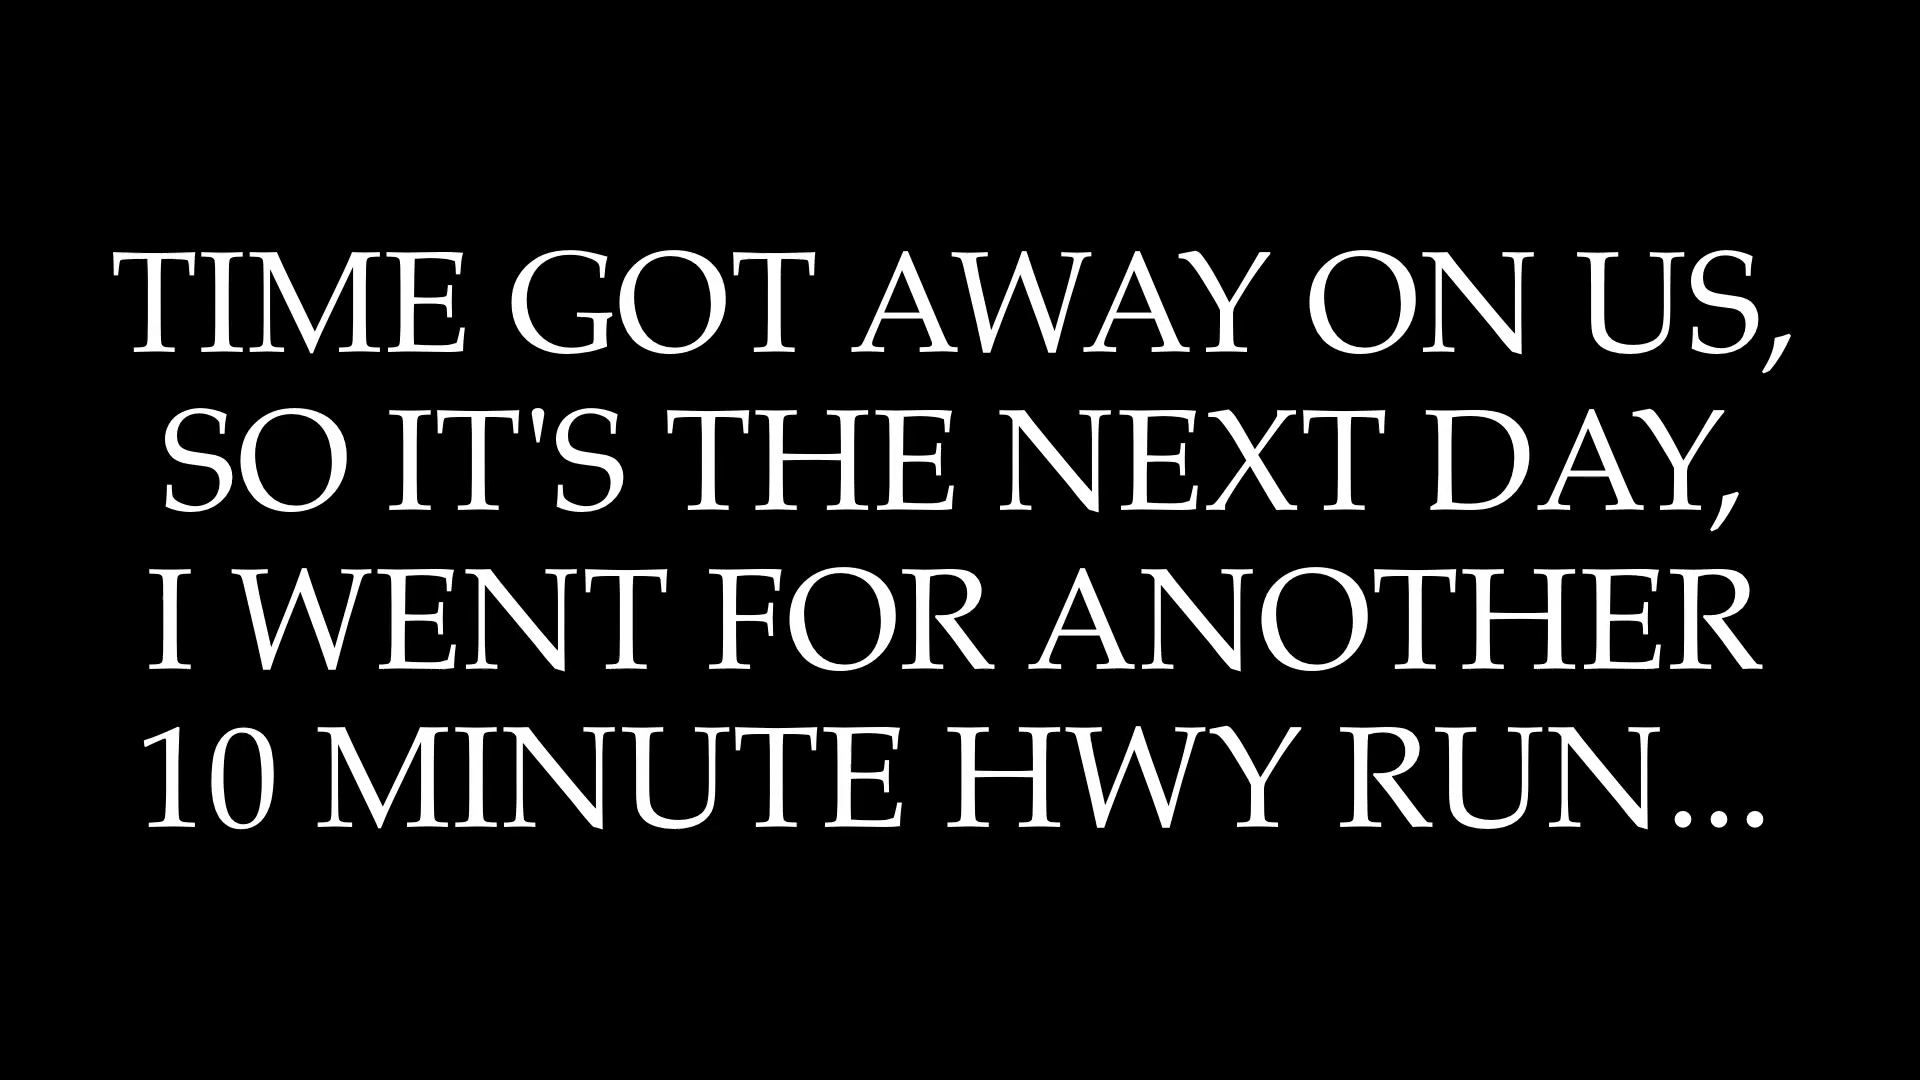 TIME GOT AWAY ON US,
SO IT'S THE NEXT DAY,
I WENT FOR ANOTHER
10 MINUTE HWY RUN...